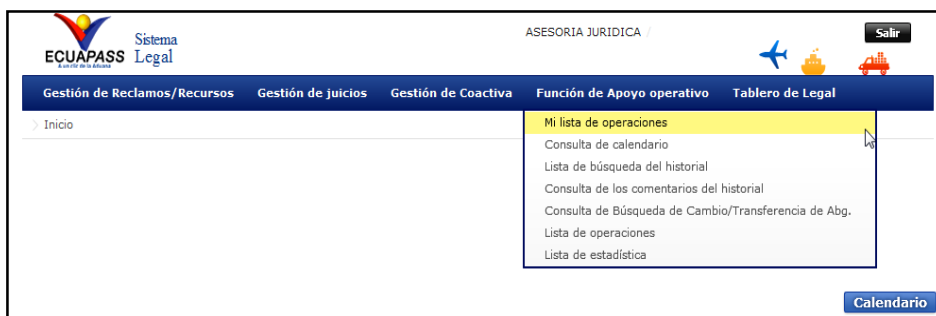 ECUAPASS
Sistema
Legal
ASESORIA JURIDICA /
Salir
Gestión de Reclamos/Recursos Gestión de juicios Gestión de Coactiva Función de Apoyo operativo Tablero de Legal
> Inicio
Mi lista de operaciones
Consulta de calendario
Lista de búsqueda del historial
Consulta de los comentarios del historial
Consulta de Búsqueda de Cambio/Transferencia de Abg.
Lista de operaciones
Lista de estadística
Calendario